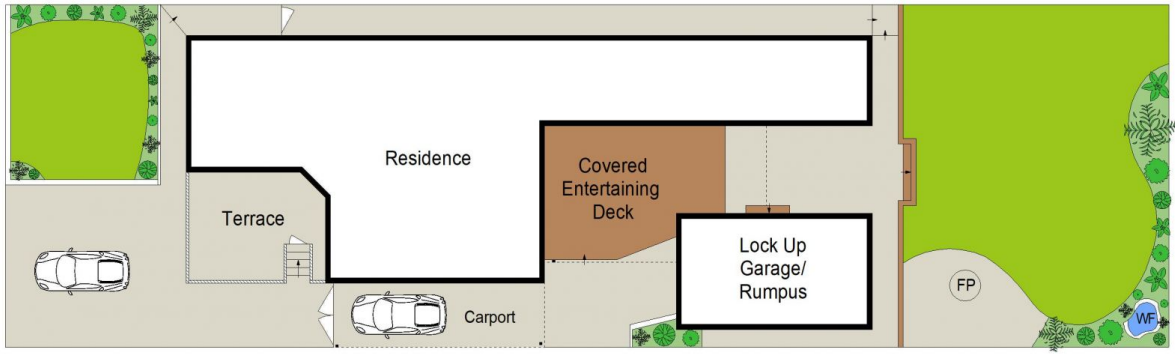 Residence
Covered
Entertaining
Deck
Terrace
Lock Up
Garage/
Rumpus
FP
Carport
WF